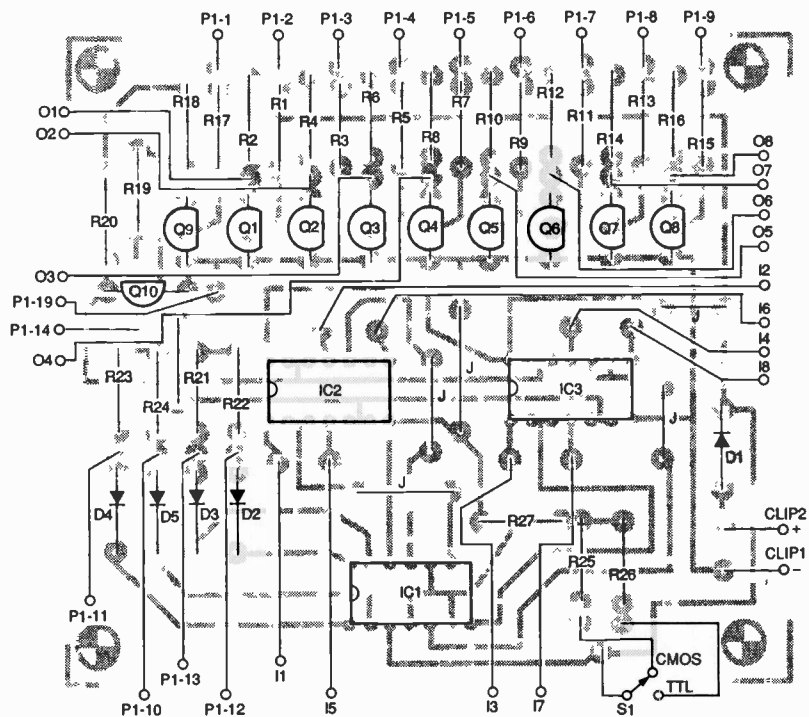 P1-1 P1-2 P1-3 P1-4 P1-5 P1-6 P1-7 P1-8 P1-9
R18 R17 R2 R1 R4 R3 R6 R5 R8 R7 R10 R9 R12 R11 R14 R13 R16 R15
O1
O2
R20 R19
O8
O7
O6
O5
Q9 Q1 Q2 Q3 Q4 Q5 Q6 Q7 Q8
O3
Q10
I2
P1-19
I6
J
P1-14
I4
O4
I8
R23 R24 R21 R22
IC2 J J IC3 J
D1
J
D4 D5 D3 D2
R27
CLIP2
+
CLIP1
−
R25 R26
IC1
P1-11
P1-13
I1
P1-10 P1-12 I5 I3 I7
CMOS
TTL
S1